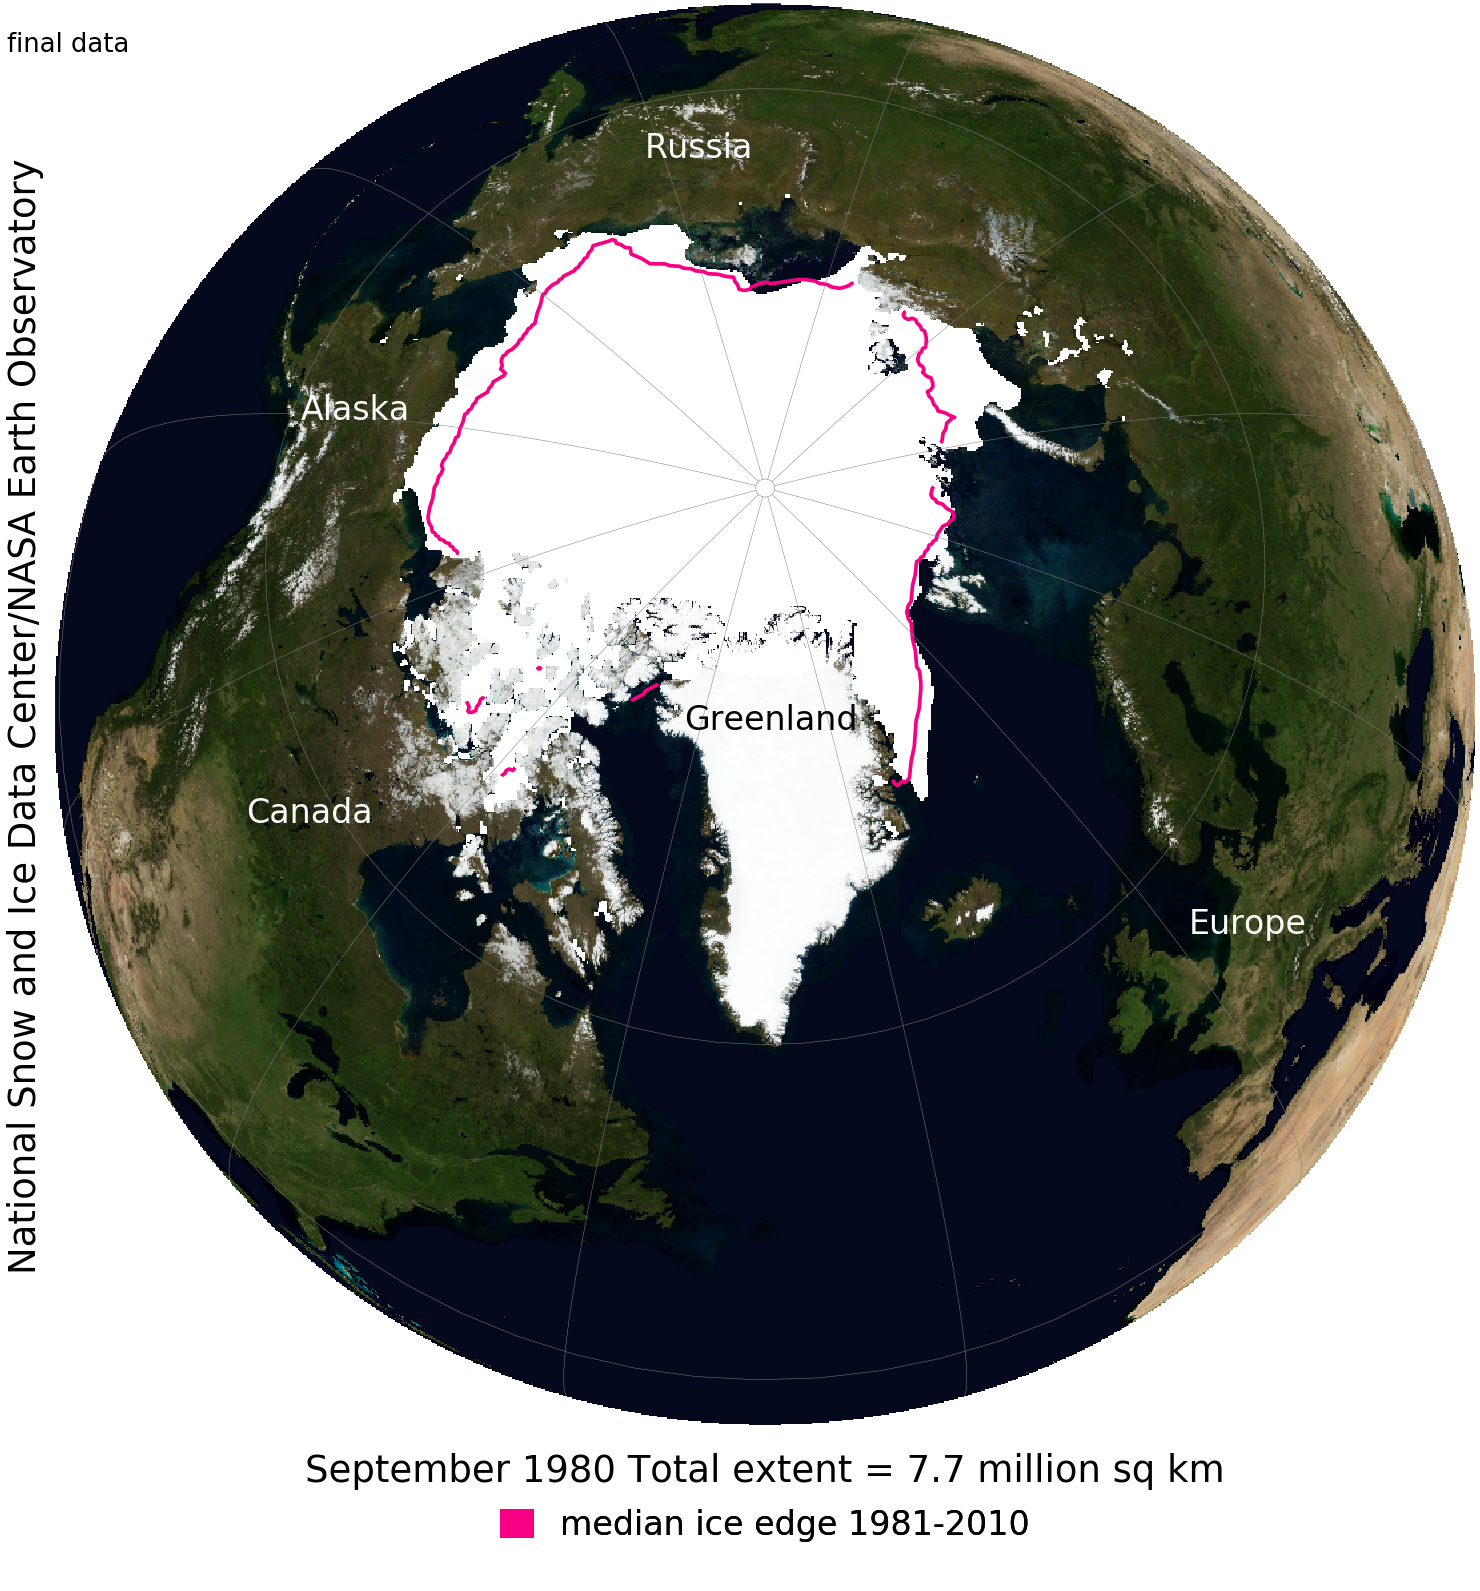 final data
National Snow and Ice Data Center/NASA Earth Observatory
Russia
Alaska
Greenland
Canada
Europe
September 1980 Total extent = 7.7 million sq km
median ice edge 1981-2010